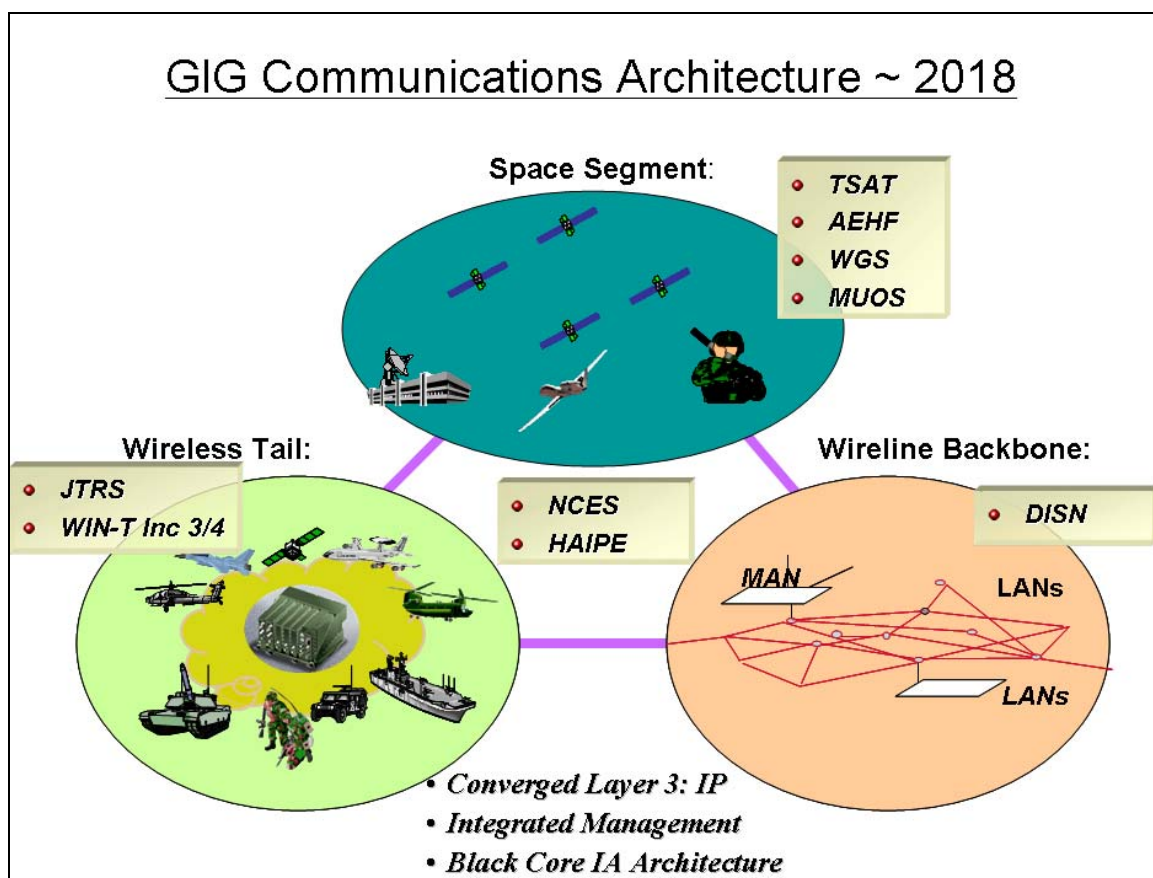 GIG Communications Architecture ~ 2018
Space Segment:
TSAT
AEHF
WGS
MUOS
Wireless Tail:
JTRS
WIN-T Inc 3/4
NCES
HAIPE
Wireline Backbone:
DISN
MAN
LANs
LANs
• Converged Layer 3: IP
• Integrated Management
• Black Core IA Architecture